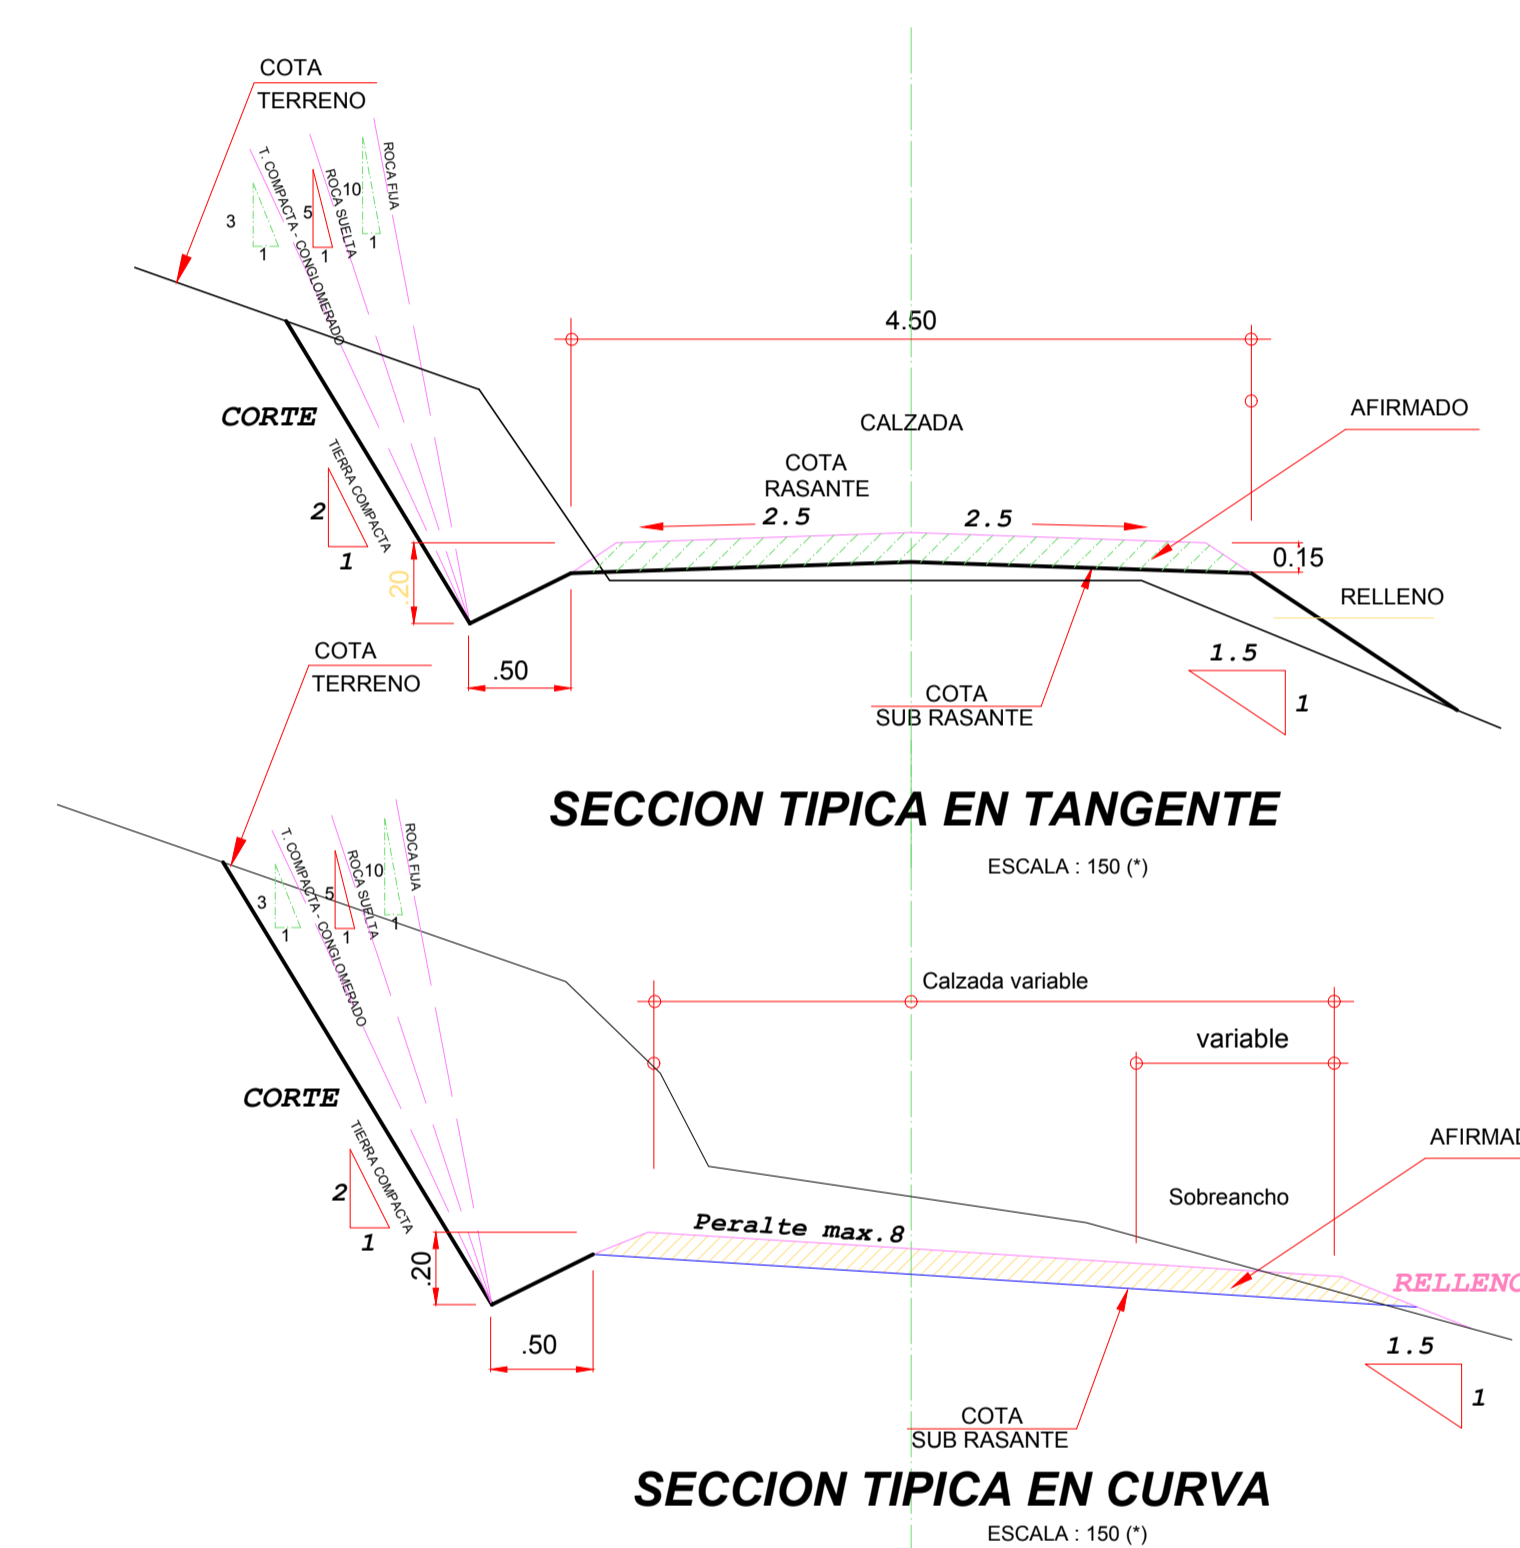 COTA
TERRENO
T. COMPACTA - CONGLOMERADO
ROCA SUELTA
ROCA FIJA
3
1
5
1
10
1
4.50
CORTE
CALZADA
AFIRMADO
TIERRA COMPACTA
2
1
COTA
RASANTE
2.5
2.5
.20
0.15
RELLENO
.50
1.5
1
COTA
SUB RASANTE
SECCION TIPICA EN TANGENTE
ESCALA : 150 (*)
COTA
TERRENO
T. COMPACTA - CONGLOMERADO
ROCA SUELTA
ROCA FIJA
3
1
5
1
10
1
Calzada variable
variable
CORTE
AFIRMAD
TIERRA COMPACTA
2
1
Sobreancho
Peralte max.8
.20
RELLENO
.50
1.5
1
COTA
SUB RASANTE
SECCION TIPICA EN CURVA
ESCALA : 150 (*)